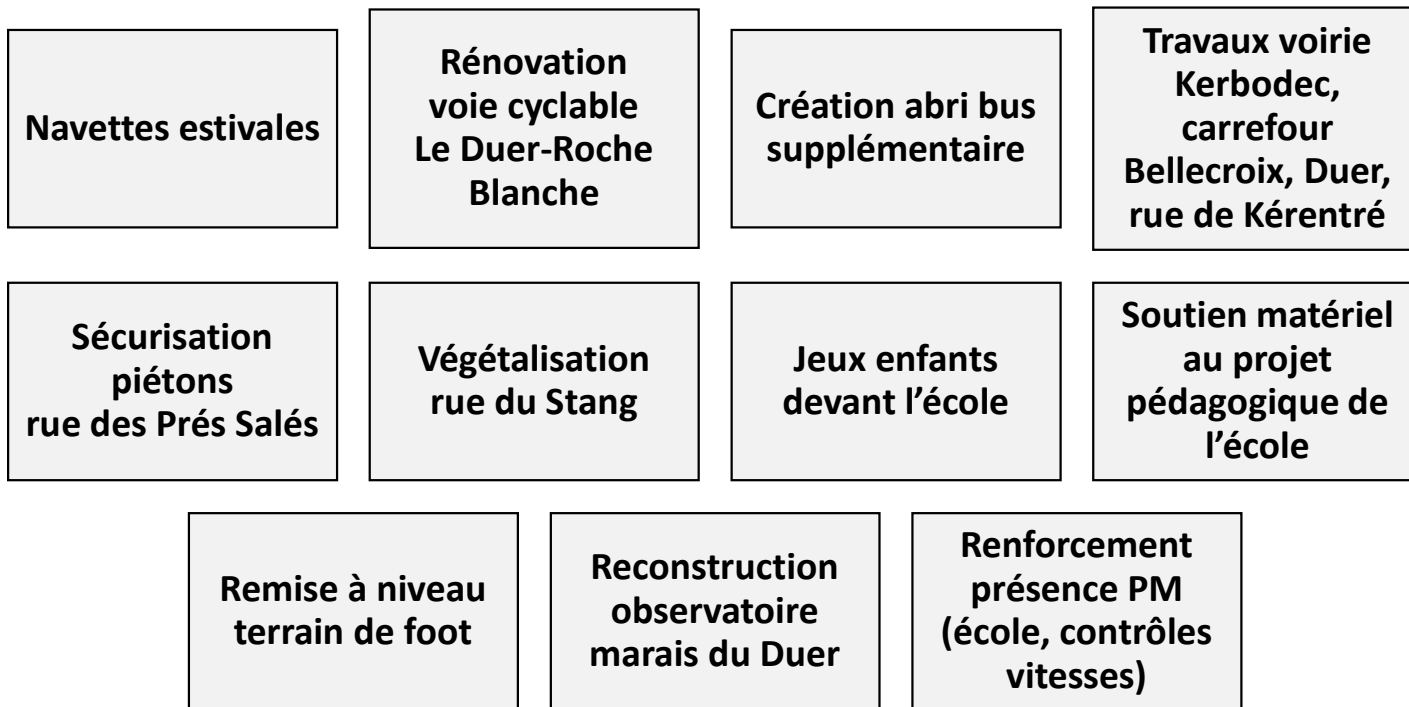 Navettes estivales
Rénovation
voie cyclable
Le Duer-Roche
Blanche
Création abri bus
supplémentaire
Travaux voirie
Kerbodec,
carrefour
Bellecroix, Duer,
rue de Kérentré
Sécurisation
piétons
rue des Prés Salés
Végétalisation
rue du Stang
Jeux enfants
devant l’école
Soutien matériel
au projet
pédagogique de
l’école
Remise à niveau
terrain de foot
Reconstruction
observatoire
marais du Duer
Renforcement
présence PM
(école, contrôles
vitesses)